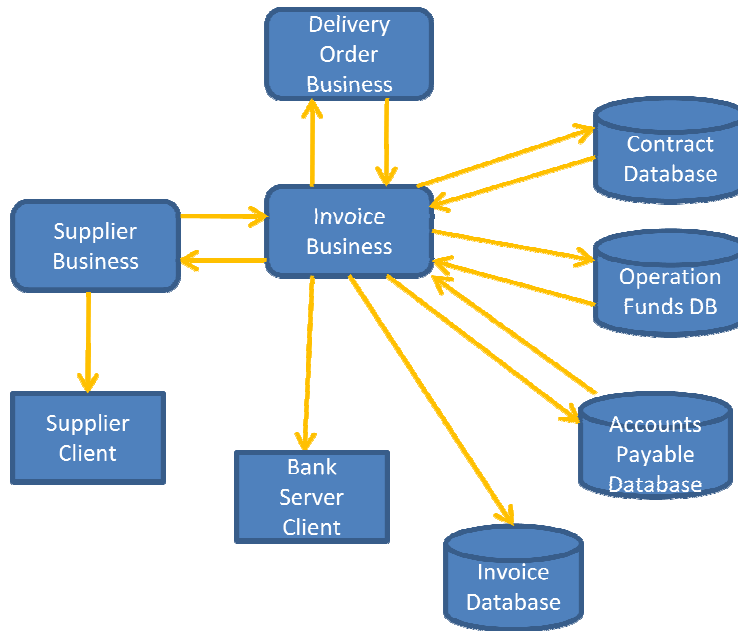 Delivery
Order
Business
Contract
Database
Supplier
Business
Invoice
Business
Operation
Funds DB
Supplier
Client
Bank
Server
Client
Accounts
Payable
Database
Invoice
Database